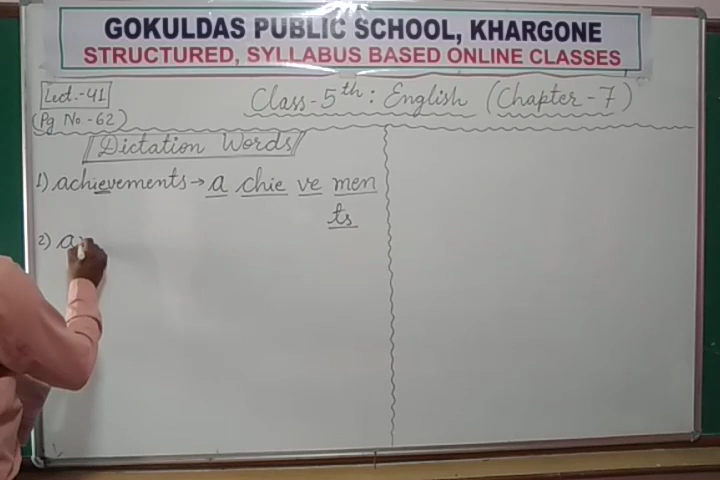 GOKULDAS PUBLIC SCHOOL, KHARGONE
STRUCTURED, SYLLABUS BASED ONLINE CLASSES
Lect.-41
Class-5th: English (Chapter-7)
(Pg No-62)
Dictation Words
1) achievements → a chie ve men
ts
2) a